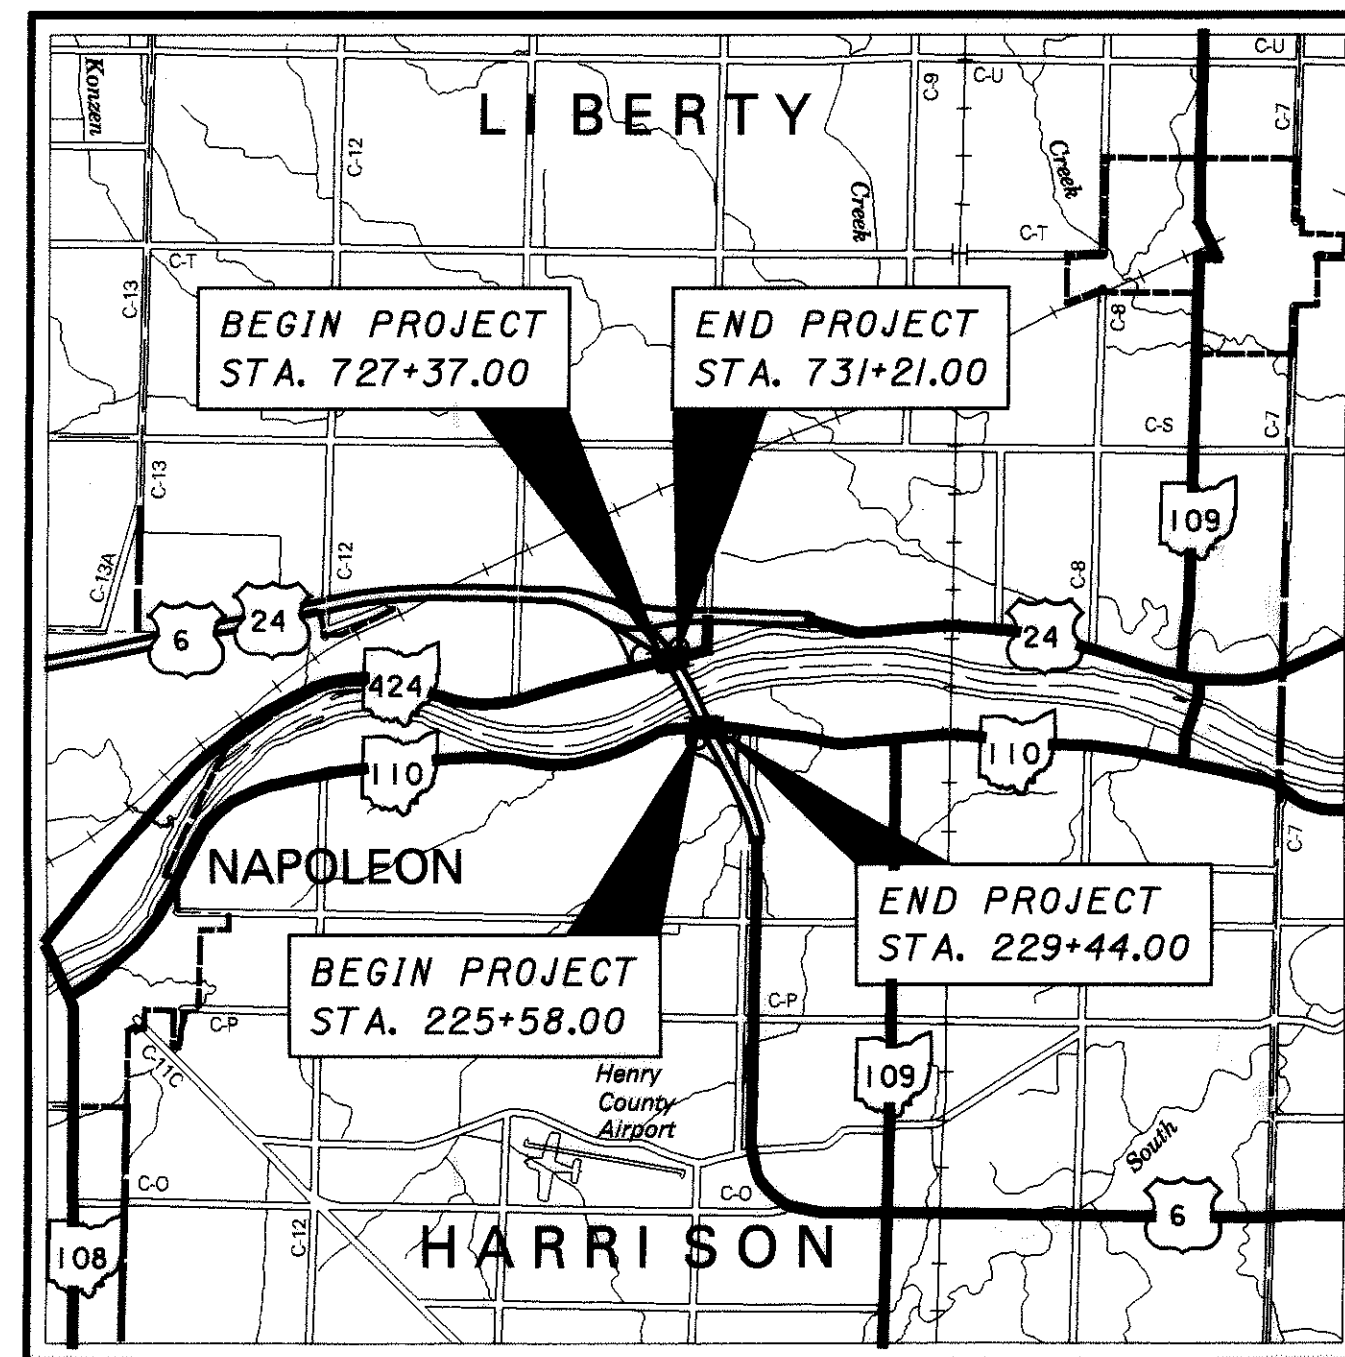 Konzen
C-12
LIBERTY
C-9
C-U
C-U
C-7
Creek
Creek
C-T
C-T
C-13
BEGIN PROJECT
STA. 727+37.00
END PROJECT
STA. 731+21.00
C-8
C-S
C-7
C-13
109
C-13A
C-12
C-8
6
24
24
424
110
110
C-7
NAPOLEON
END PROJECT
STA. 229+44.00
BEGIN PROJECT
STA. 225+58.00
C-P
C-P
C-11C
Henry
County
Airport
109
South
C-O
C-O
6
C-12
HARRISON
108